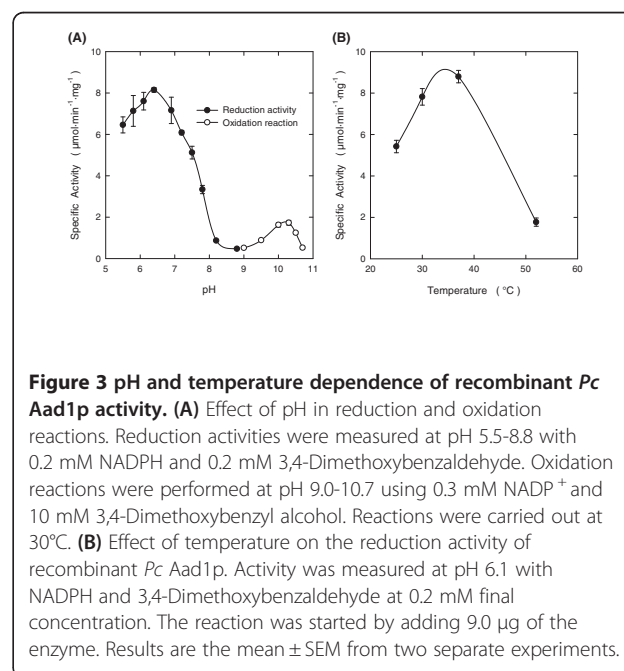 (A)
10
8
6
4
2
0
Specific Activity ( µmol·min⁻¹·mg⁻¹)
Reduction activity
Oxidation reaction
5 6 7 8 9 10 11
pH
(B)
10
8
6
4
2
0
Specific Activity ( µmol·min⁻¹·mg⁻¹)
20 30 40 50 60
Temperature ( °C)
Figure 3 pH and temperature dependence of recombinant Pc
Aad1p activity. (A) Effect of pH in reduction and oxidation
reactions. Reduction activities were measured at pH 5.5-8.8 with
0.2 mM NADPH and 0.2 mM 3,4-Dimethoxybenzaldehyde. Oxidation
reactions were performed at pH 9.0-10.7 using 0.3 mM NADP⁺ and
10 mM 3,4-Dimethoxybenzyl alcohol. Reactions were carried out at
30°C. (B) Effect of temperature on the reduction activity of
recombinant Pc Aad1p. Activity was measured at pH 6.1 with
NADPH and 3,4-Dimethoxybenzaldehyde at 0.2 mM final
concentration. The reaction was started by adding 9.0 µg of the
enzyme. Results are the mean ± SEM from two separate experiments.